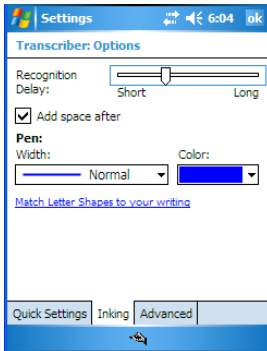 Settings 6:04 ok
Transcriber: Options
Recognition
Delay:
Short Long
Add space after
Pen:
Width: Color:
Normal
Match Letter Shapes to your writing
Quick Settings Inking Advanced